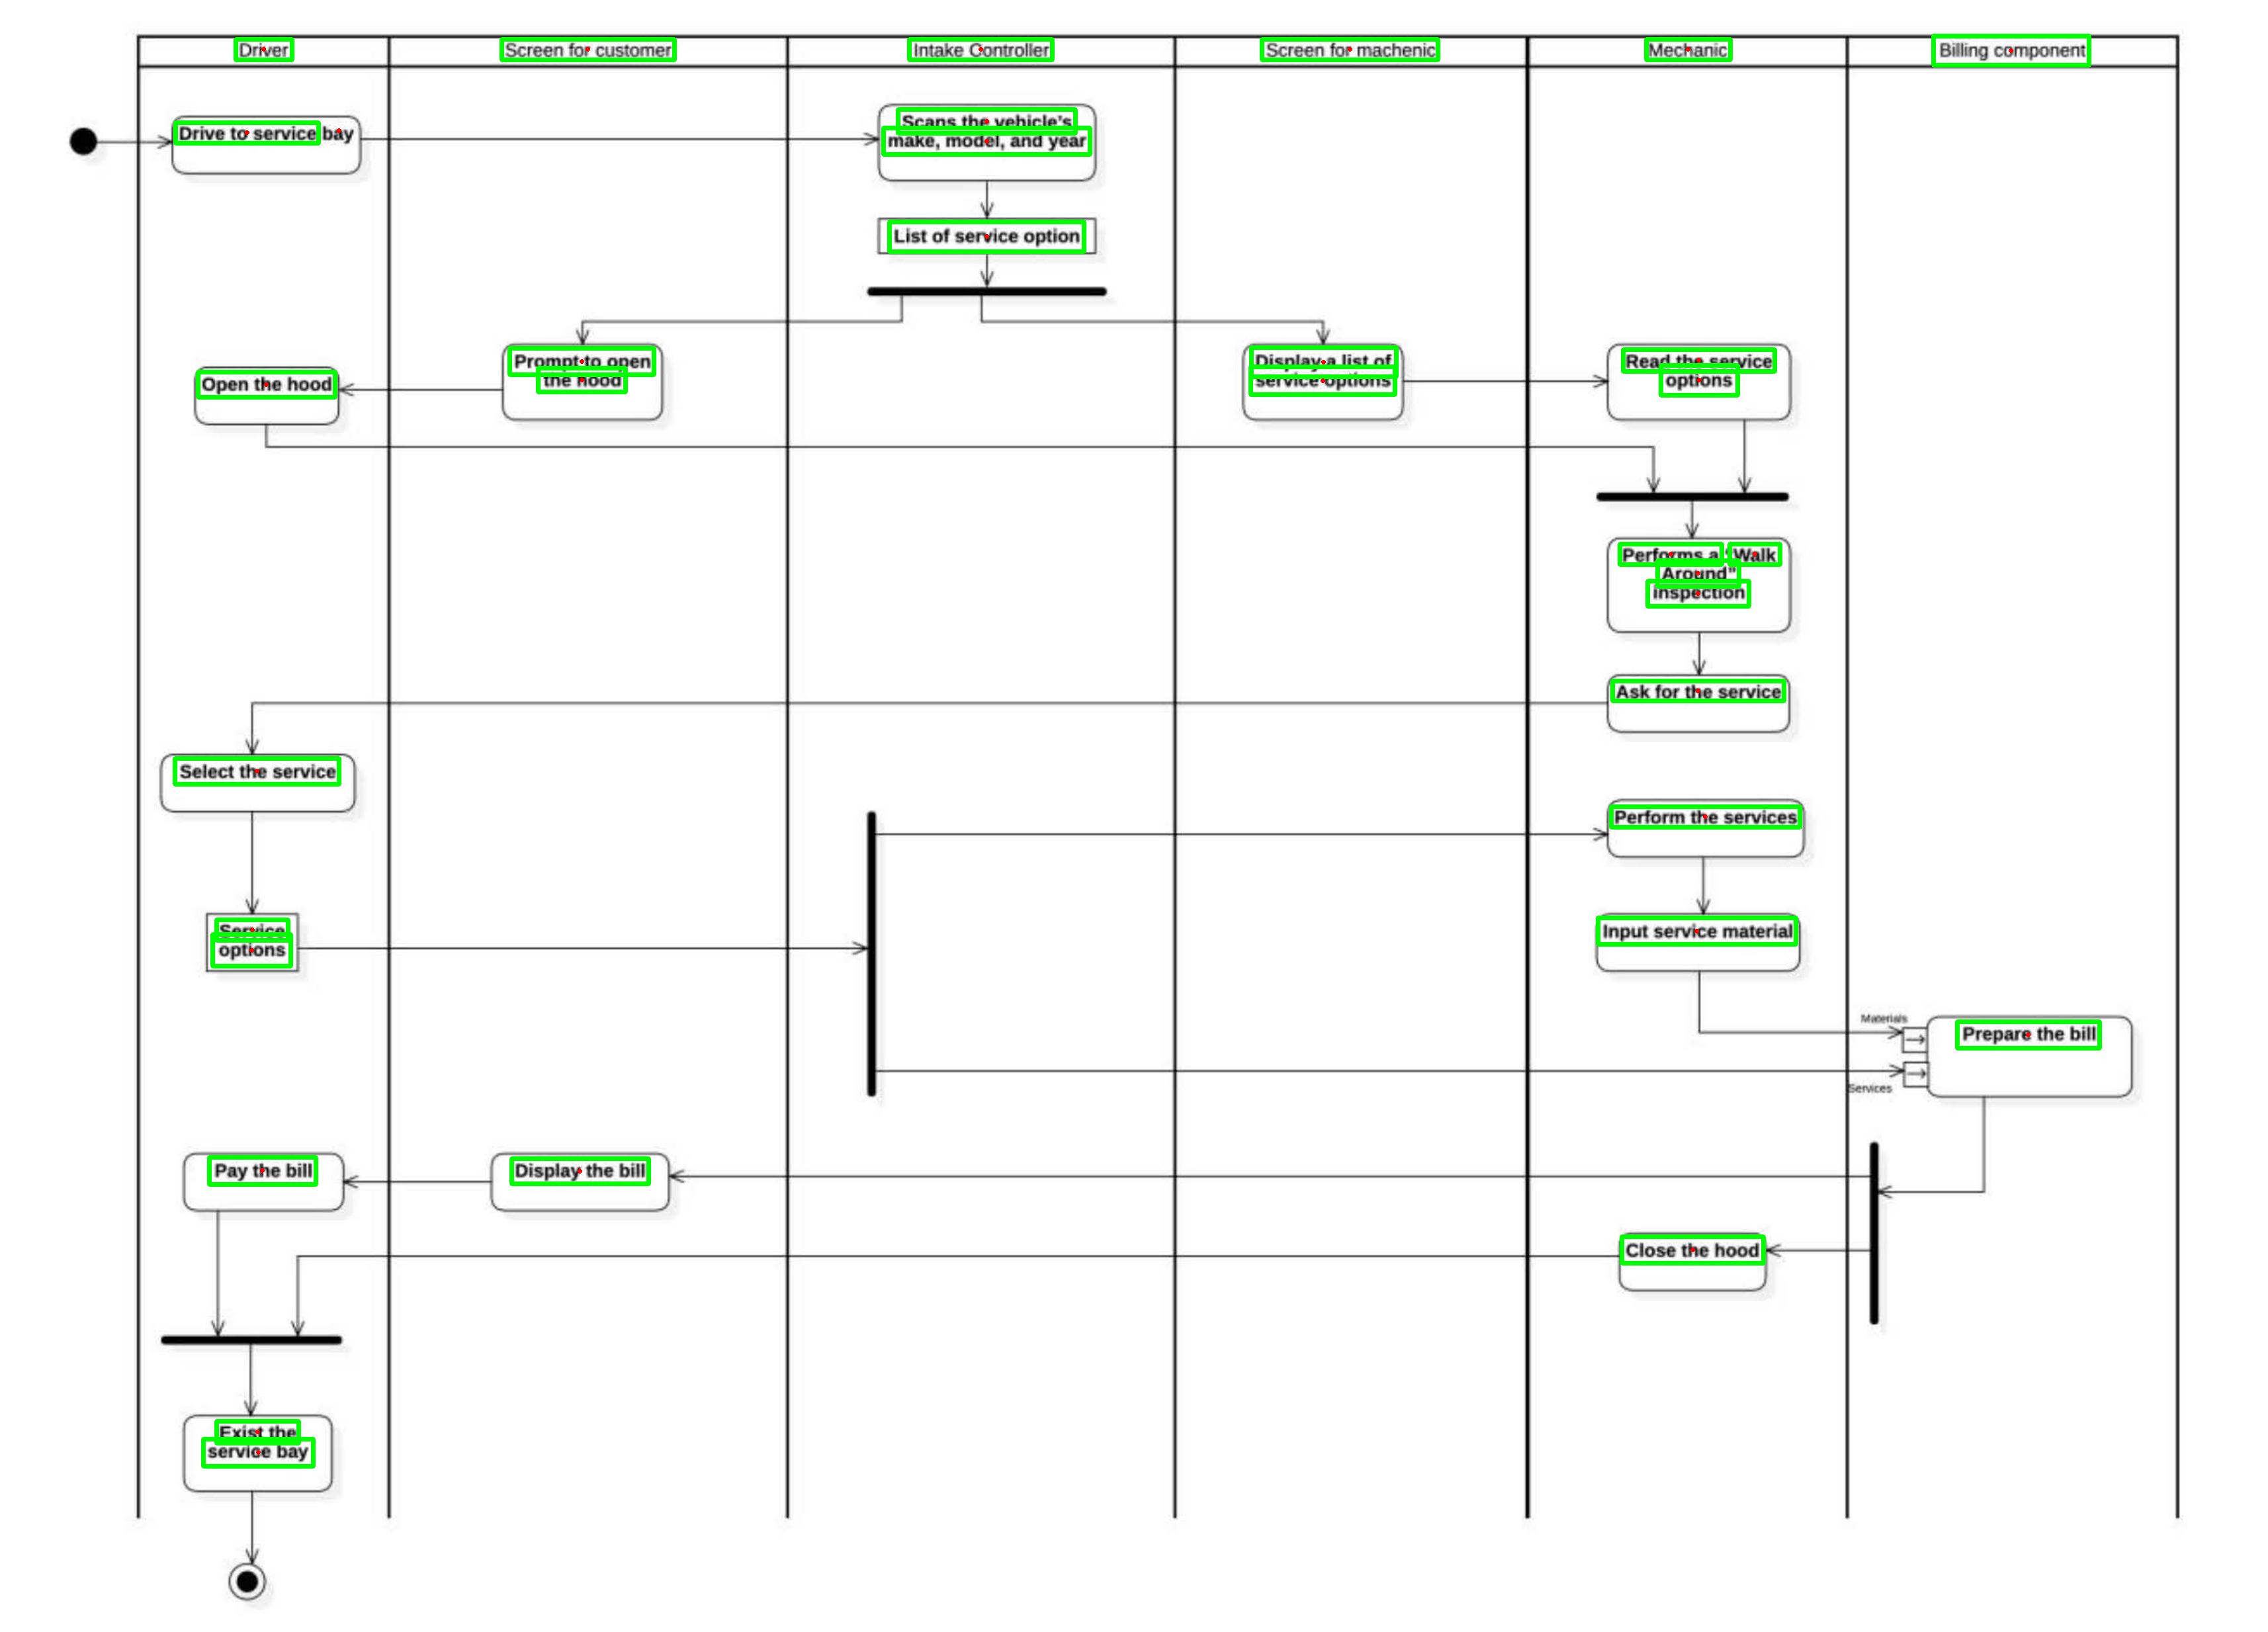 Driver
Screen for customer
Intake Controller
Screen for machenic
Mechanic
Billing component
Drive to service bay
Scans the vehicle's
make, model, and year
List of service option
Prompt to open
the hood
Display a list of
service options
Read the service
options
Open the hood
Performs a "Walk
Around"
inspection
Ask for the service
Select the service
Perform the services
Service
options
Input service material
Materials
Prepare the bill
Services
Pay the bill
Display the bill
Close the hood
Exist the
service bay